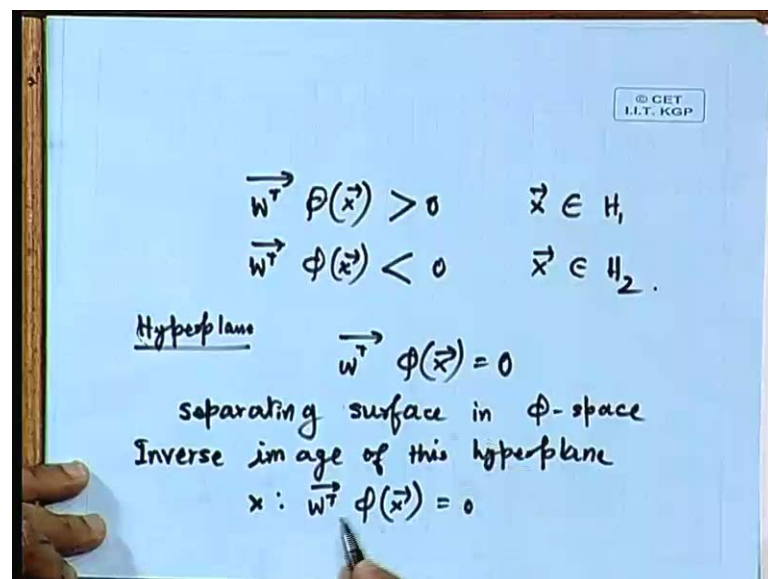 © CET
I.I.T. KGP
w^T φ(x⃗) > 0 x⃗ ∈ H₁
w^T φ(x⃗) < 0 x⃗ ∈ H₂.
Hyperplane
w^T φ(x⃗) = 0
separating surface in φ-space
Inverse image of this hyperplane
x : w^T φ(x⃗) = 0